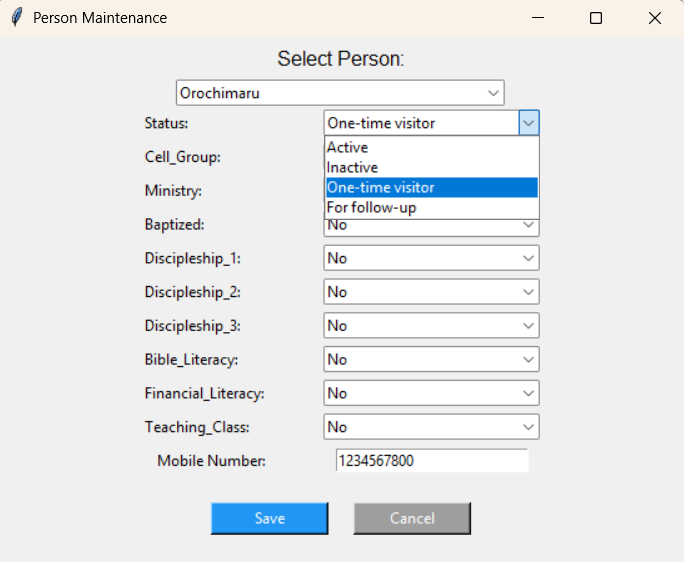 Person Maintenance
Select Person:
Orochimaru
Status: One-time visitor
Active
Cell_Group:
Inactive
One-time visitor
Ministry:
For follow-up
Baptized: No
Discipleship_1: No
Discipleship_2: No
Discipleship_3: No
Bible_Literacy: No
Financial_Literacy: No
Teaching_Class: No
Mobile Number: 1234567800
Save Cancel